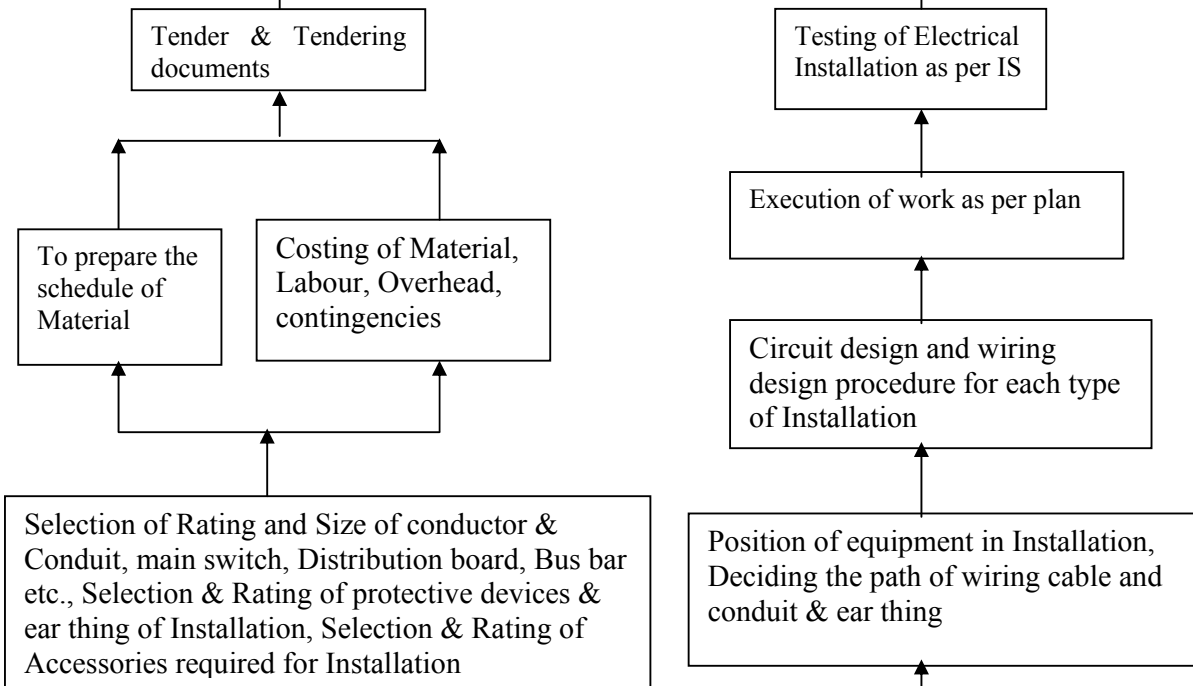 Tender & Tendering
documents
To prepare the
schedule of
Material
Costing of Material,
Labour, Overhead,
contingencies
Selection of Rating and Size of conductor &
Conduit, main switch, Distribution board, Bus bar
etc., Selection & Rating of protective devices &
ear thing of Installation, Selection & Rating of
Accessories required for Installation
Testing of Electrical
Installation as per IS
Execution of work as per plan
Circuit design and wiring
design procedure for each type
of Installation
Position of equipment in Installation,
Deciding the path of wiring cable and
conduit & ear thing